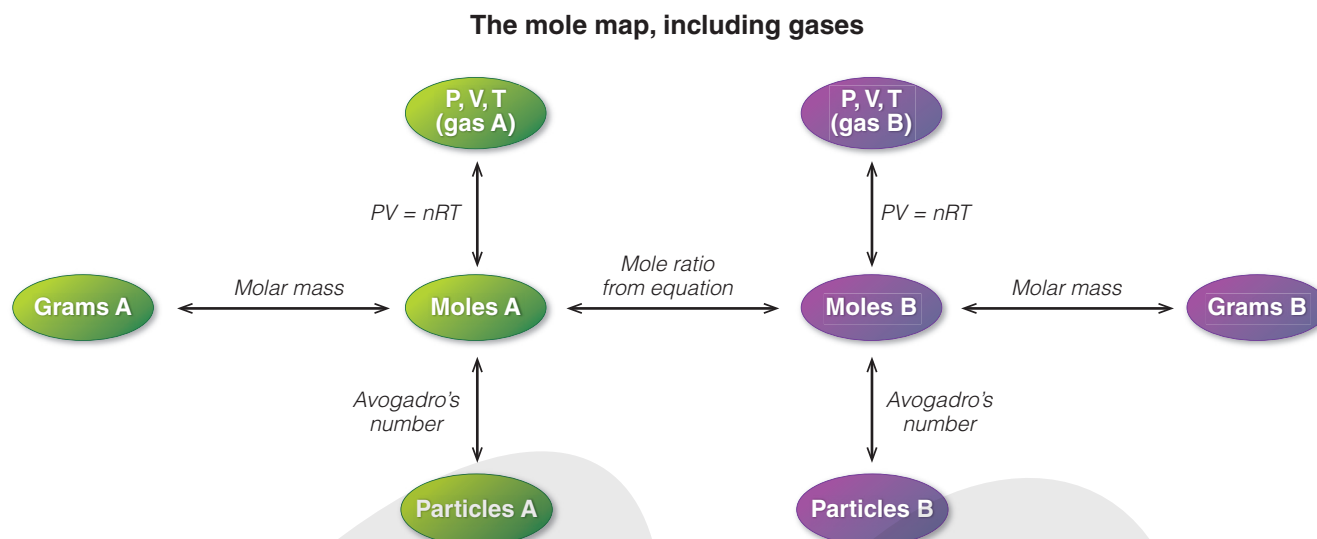 The mole map, including gases
P, V, T
(gas A)
P, V, T
(gas B)
PV = nRT
PV = nRT
Grams A
Molar mass
Moles A
Mole ratio
from equation
Moles B
Molar mass
Grams B
Avogadro's
number
Avogadro's
number
Particles A
Particles B